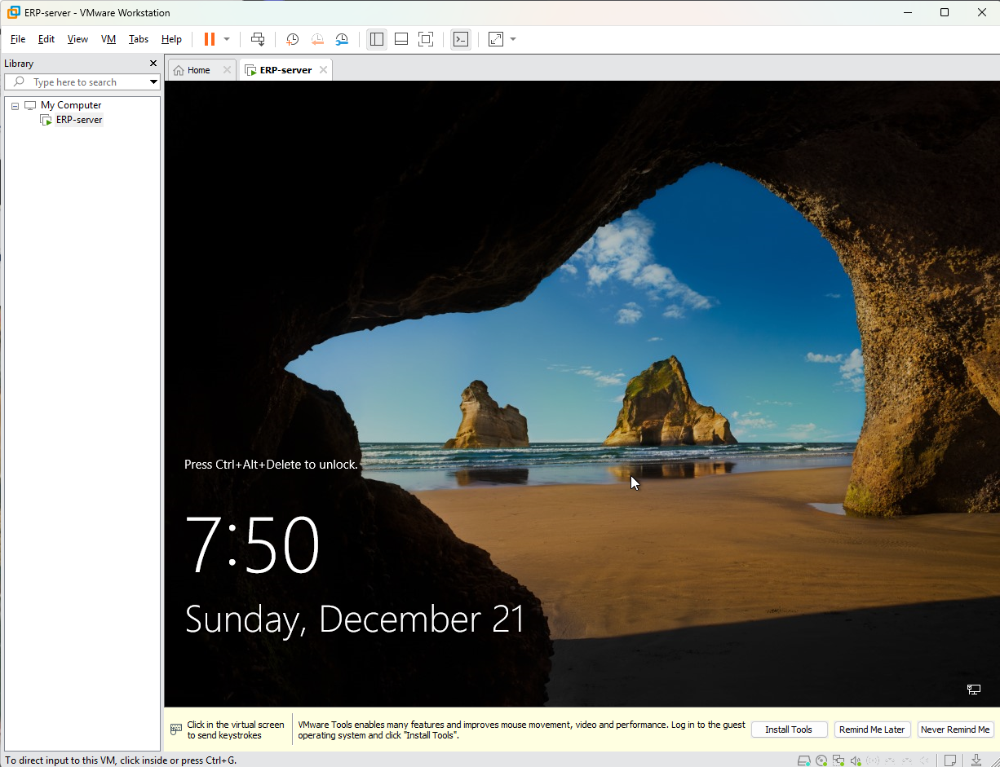 ERP-server - VMware Workstation
File Edit View VM Tabs Help
Library
Type here to search
My Computer
ERP-server
Home
ERP-server
Press Ctrl+Alt+Delete to unlock.
7:50
Sunday, December 21
Click in the virtual screen
to send keystrokes
VMware Tools enables many features and improves mouse movement, video and performance. Log in to the guest
operating system and click "Install Tools".
Install Tools
Remind Me Later
Never Remind Me
To direct input to this VM, click inside or press Ctrl+G.